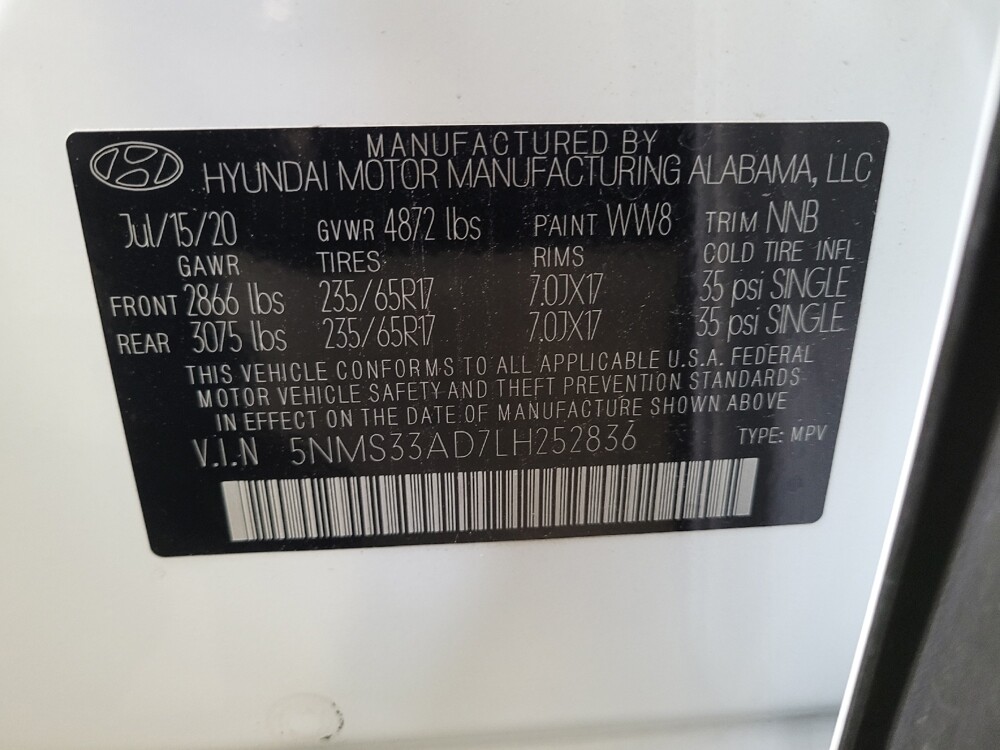 MANUFACTURED BY
HYUNDAI MOTOR MANUFACTURING ALABAMA, LLC
Jul/15/20 GVWR 4872 lbs PAINT WW8 TRIM NNB
GAWR TIRES RIMS COLD TIRE INFL
FRONT 2866 lbs 235/65R17 7.0JX17 35 psi SINGLE
REAR 3075 lbs 235/65R17 7.0JX17 35 psi SINGLE
THIS VEHICLE CONFORMS TO ALL APPLICABLE U.S.A. FEDERAL
MOTOR VEHICLE SAFETY AND THEFT PREVENTION STANDARDS
IN EFFECT ON THE DATE OF MANUFACTURE SHOWN ABOVE
V.I.N 5NMS33AD7LH252836 TYPE: MPV